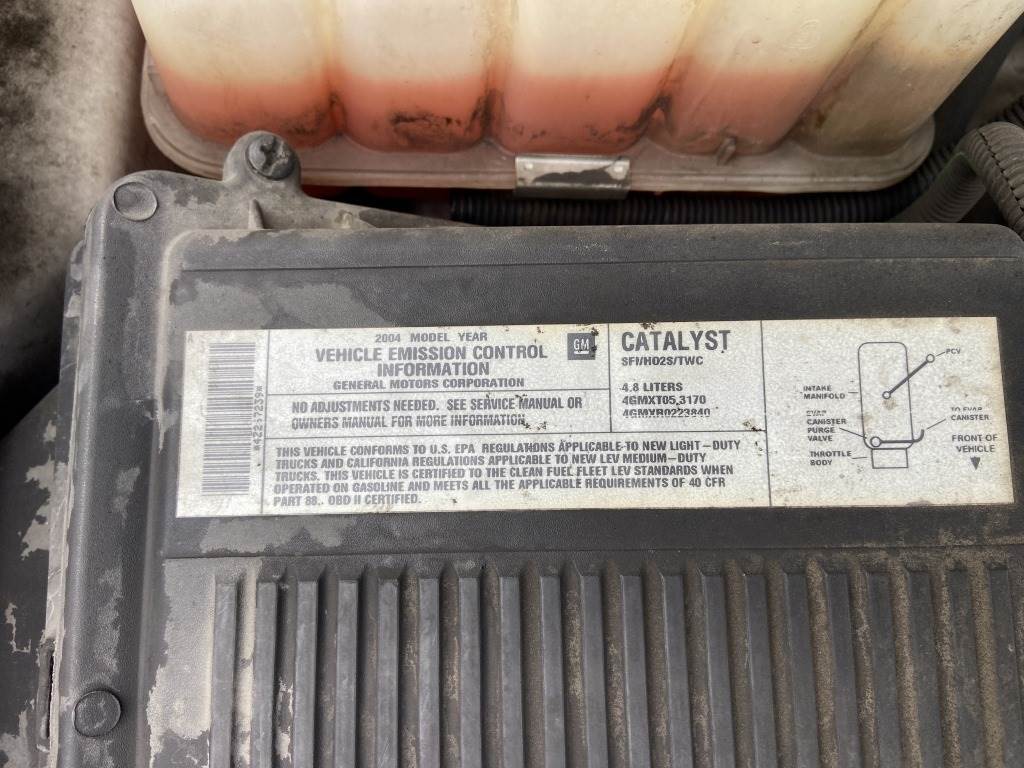 A
*422-17239*
2004 MODEL YEAR
VEHICLE EMISSION CONTROL
INFORMATION
GENERAL MOTORS CORPORATION
GM
NO ADJUSTMENTS NEEDED. SEE SERVICE MANUAL OR
OWNERS MANUAL FOR MORE INFORMATION.
CATALYST
SFI/HO2S/TWC
4.8 LITERS
4GMXT05.3170
4GMXR0223840
THIS VEHICLE CONFORMS TO U.S. EPA REGULATIONS APPLICABLE TO NEW LIGHT-DUTY
TRUCKS AND CALIFORNIA REGULATIONS APPLICABLE TO NEW LEV MEDIUM-DUTY
TRUCKS. THIS VEHICLE IS CERTIFIED TO THE CLEAN FUEL FLEET LEV STANDARDS WHEN
OPERATED ON GASOLINE AND MEETS ALL THE APPLICABLE REQUIREMENTS OF 40 CFR
PART 88.. OBD II CERTIFIED.
PCV
INTAKE
MANIFOLD
EVAP
CANISTER
PURGE
VALVE
THROTTLE
BODY
TO EVAP
CANISTER
FRONT OF
VEHICLE